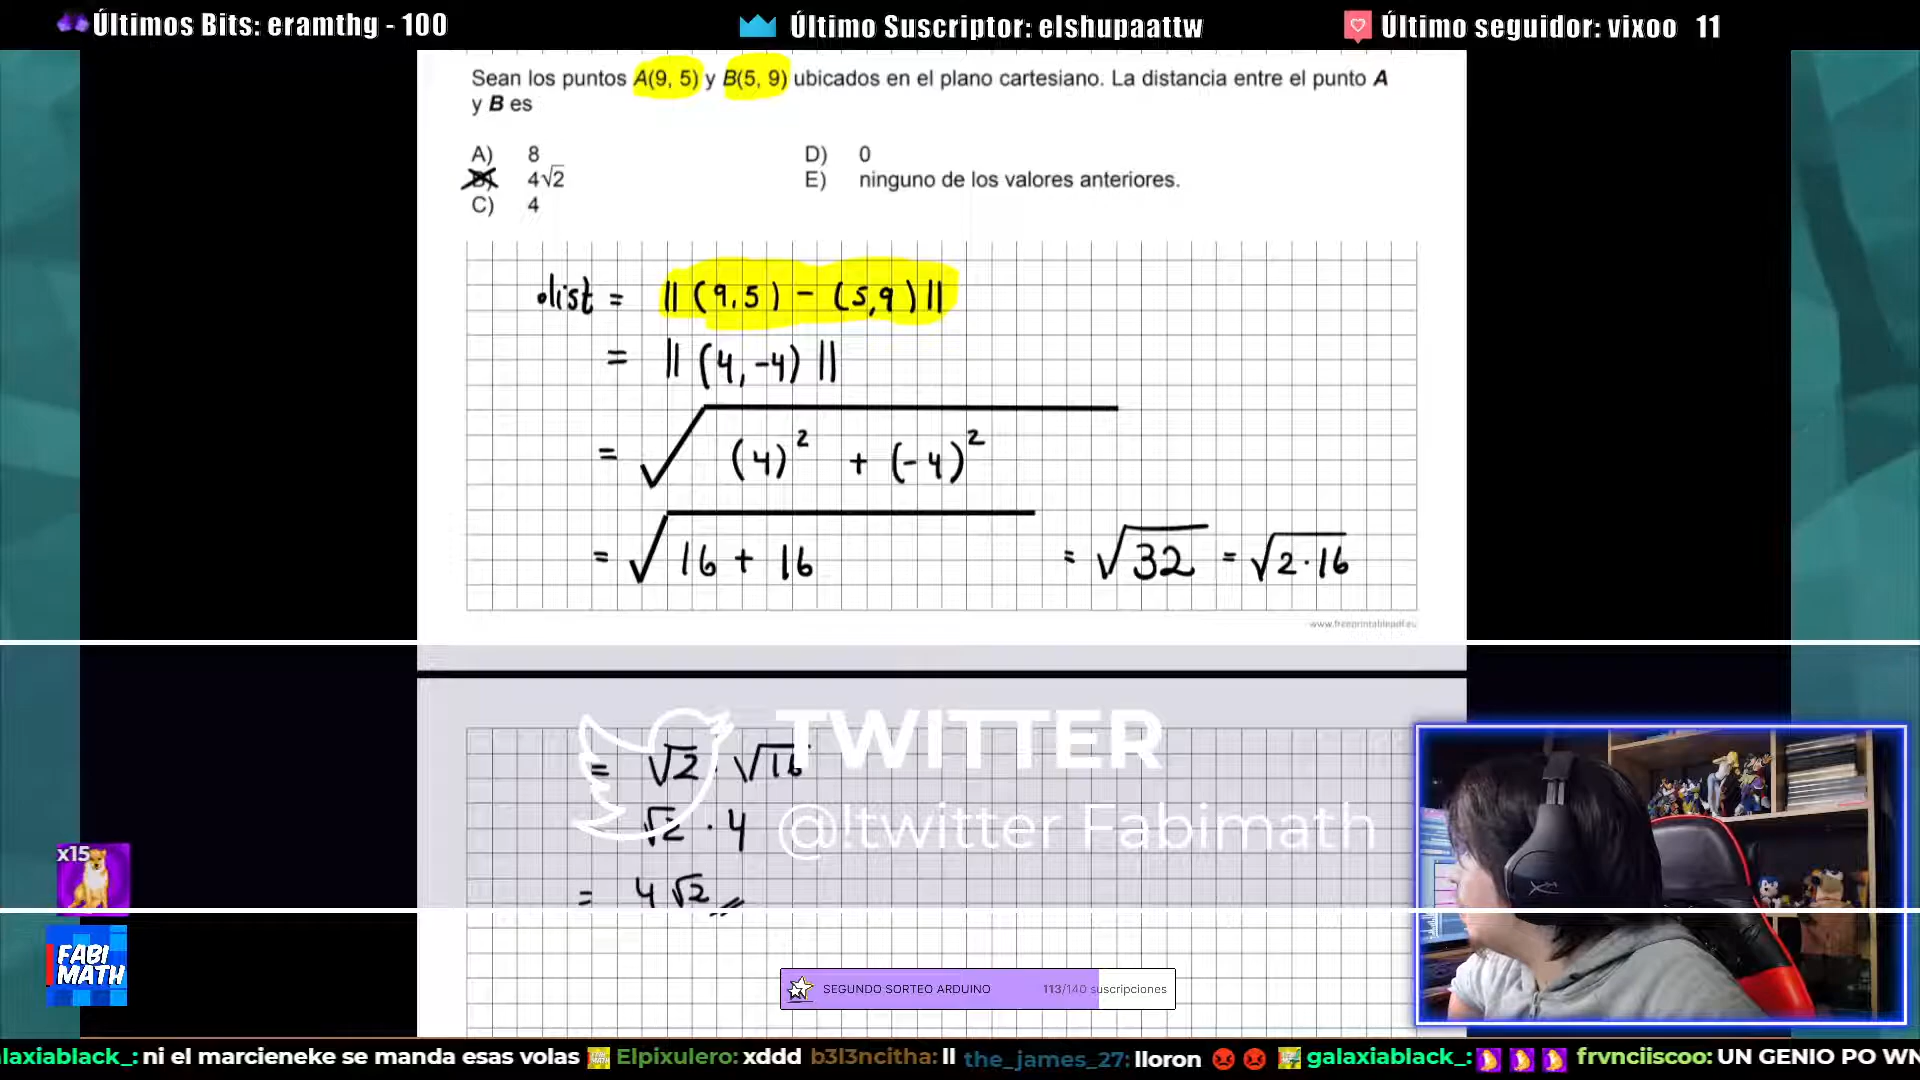 Últimos Bits: eramthg - 100
Último Suscriptor: elshupaattw
Último seguidor: vixoo 11
Sean los puntos A(9, 5) y B(5, 9) ubicados en el plano cartesiano. La distancia entre el punto A
y B es
A) 8
B) 4√2
C) 4
D) 0
E) ninguno de los valores anteriores.
dist = ||(9,5) - (5,9)||
= ||(4,-4)||
= √(4)² + (-4)²
= √16 + 16 = √32 = √2·16
www.freeprintablepdf.eu
= √2 · √16
√2 · 4
= 4√2
TWITTER
@!twitter Fabimath
x15
FABI
MATH
SEGUNDO SORTEO ARDUINO 113/140 suscripciones
laxiablack_: ni el marcieneke se manda esas volas Elpixulero: xddd b3l3ncitha: ll the_james_27: lloron galaxiablack_: frvnciiscoo: UN GENIO PO WN